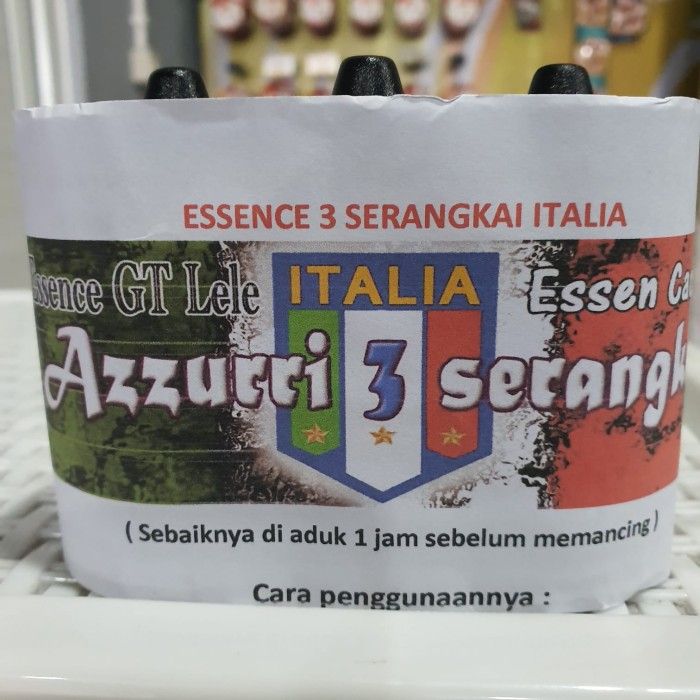 ESSENCE 3 SERANGKAI ITALIA
Essence GT Lele
ITALIA
Essen
Azzurri 3
( Sebaiknya di aduk 1 jam sebelum memancing )
Cara penggunaannya :